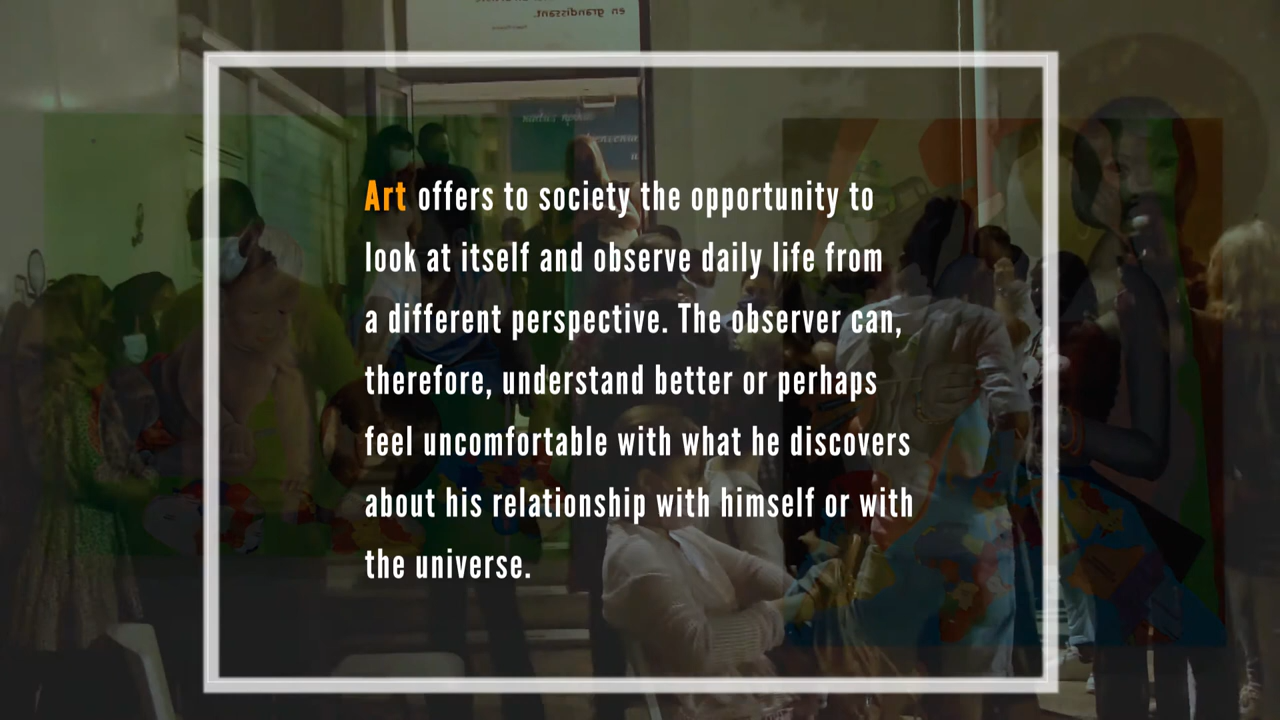 en grandissant.
Art offers to society the opportunity to
look at itself and observe daily life from
a different perspective. The observer can,
therefore, understand better or perhaps
feel uncomfortable with what he discovers
about his relationship with himself or with
the universe.